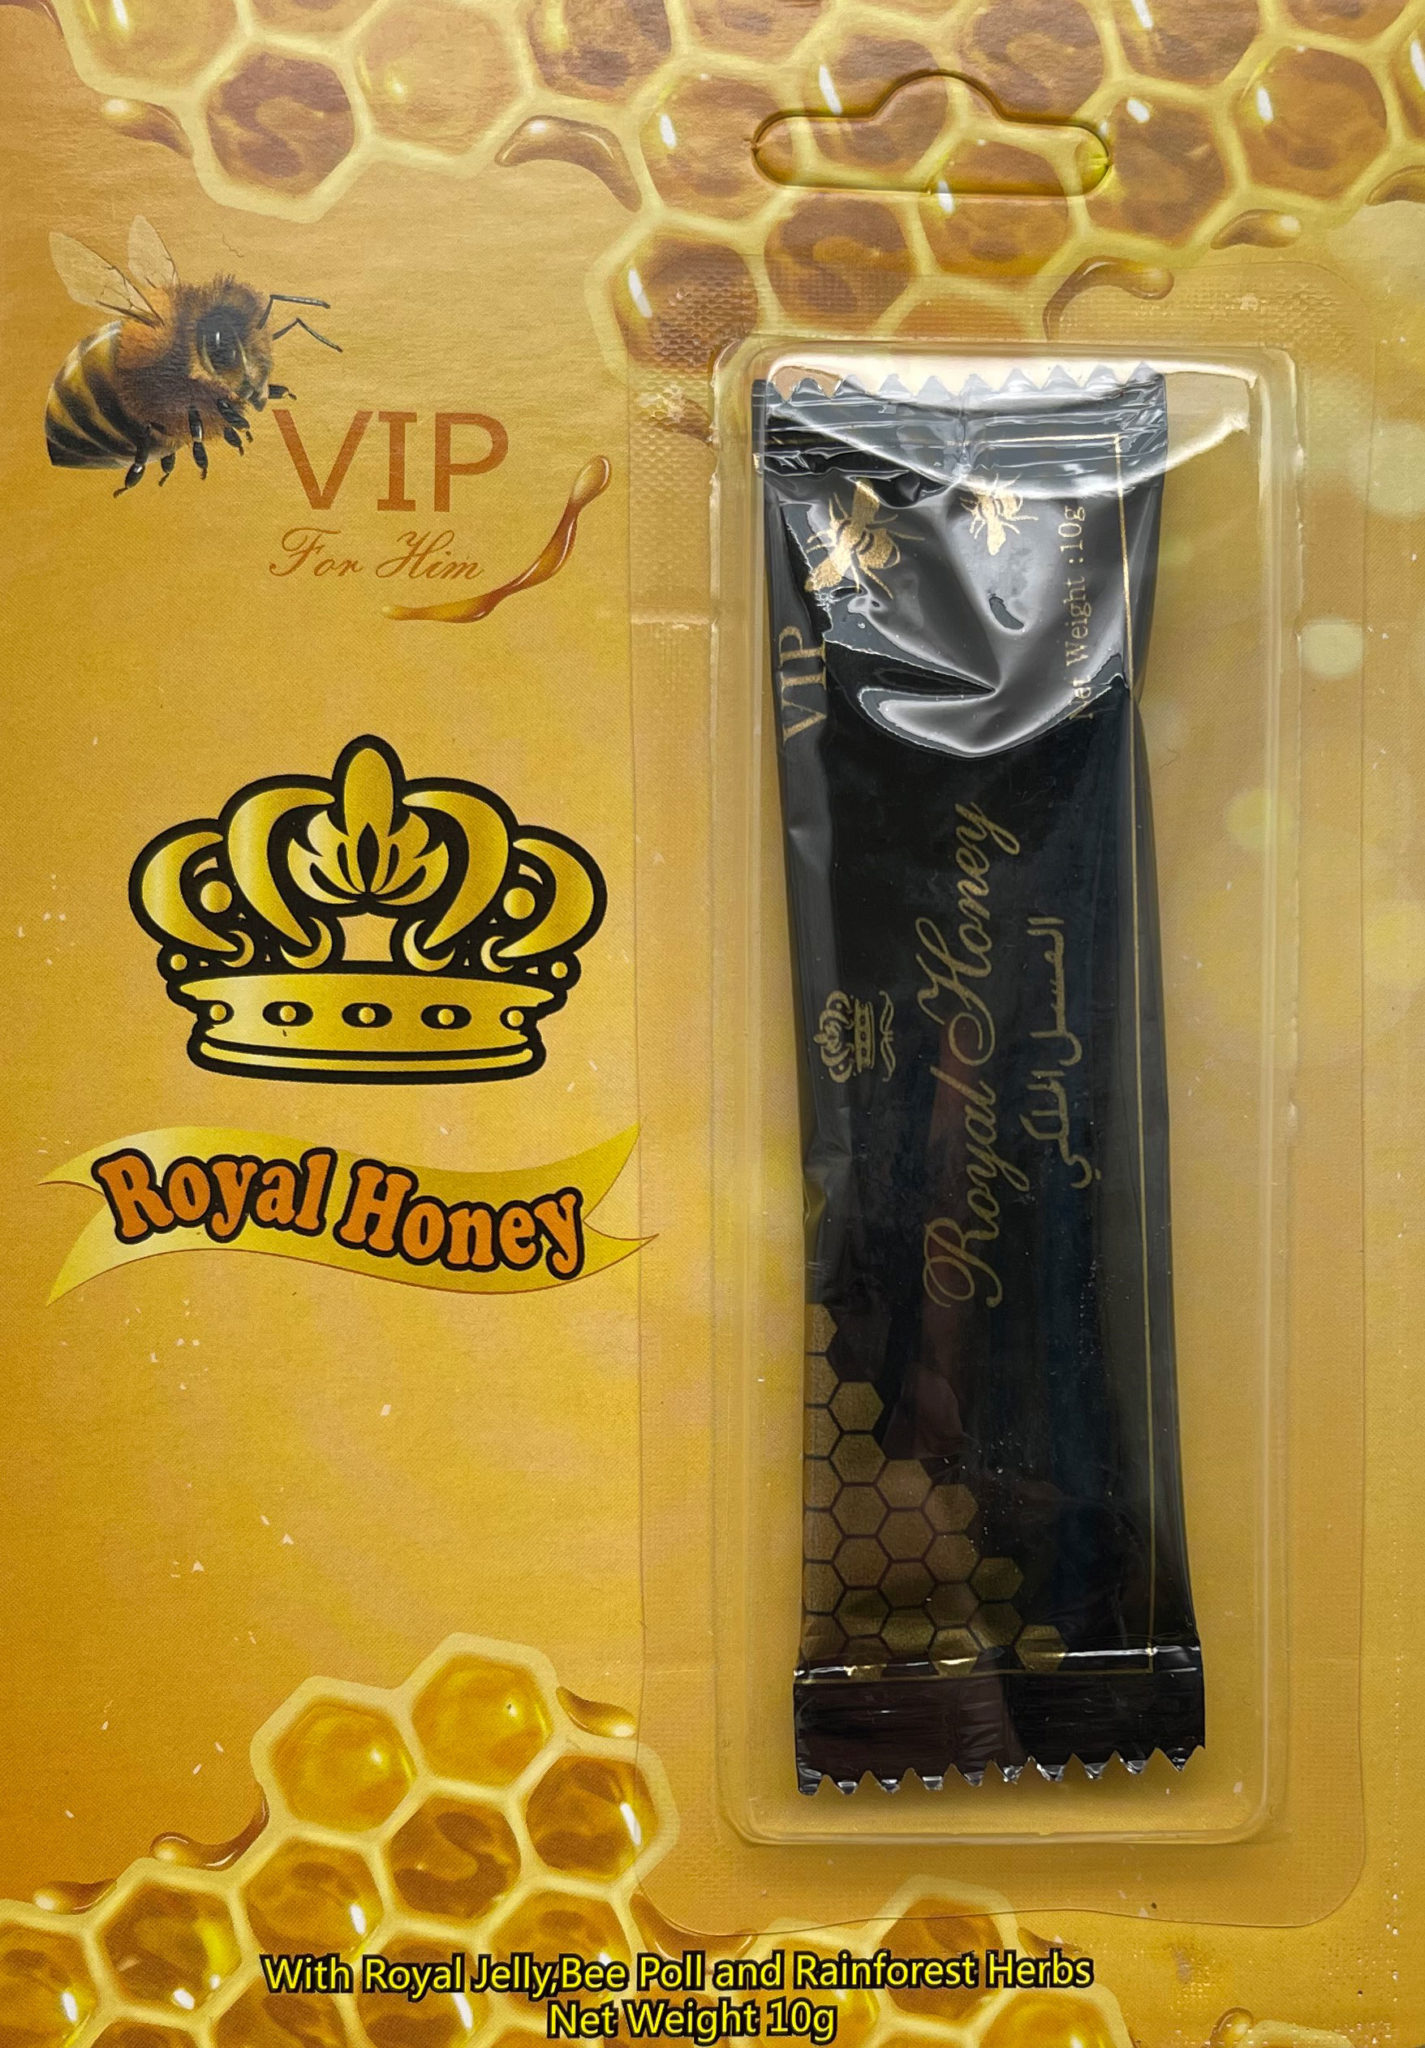 VIP
For Him
Royal Honey
VIP
Royal Honey
العسل الملكي
Net Weight :10g
With Royal Jelly,Bee Poll and Rainforest Herbs
Net Weight 10g